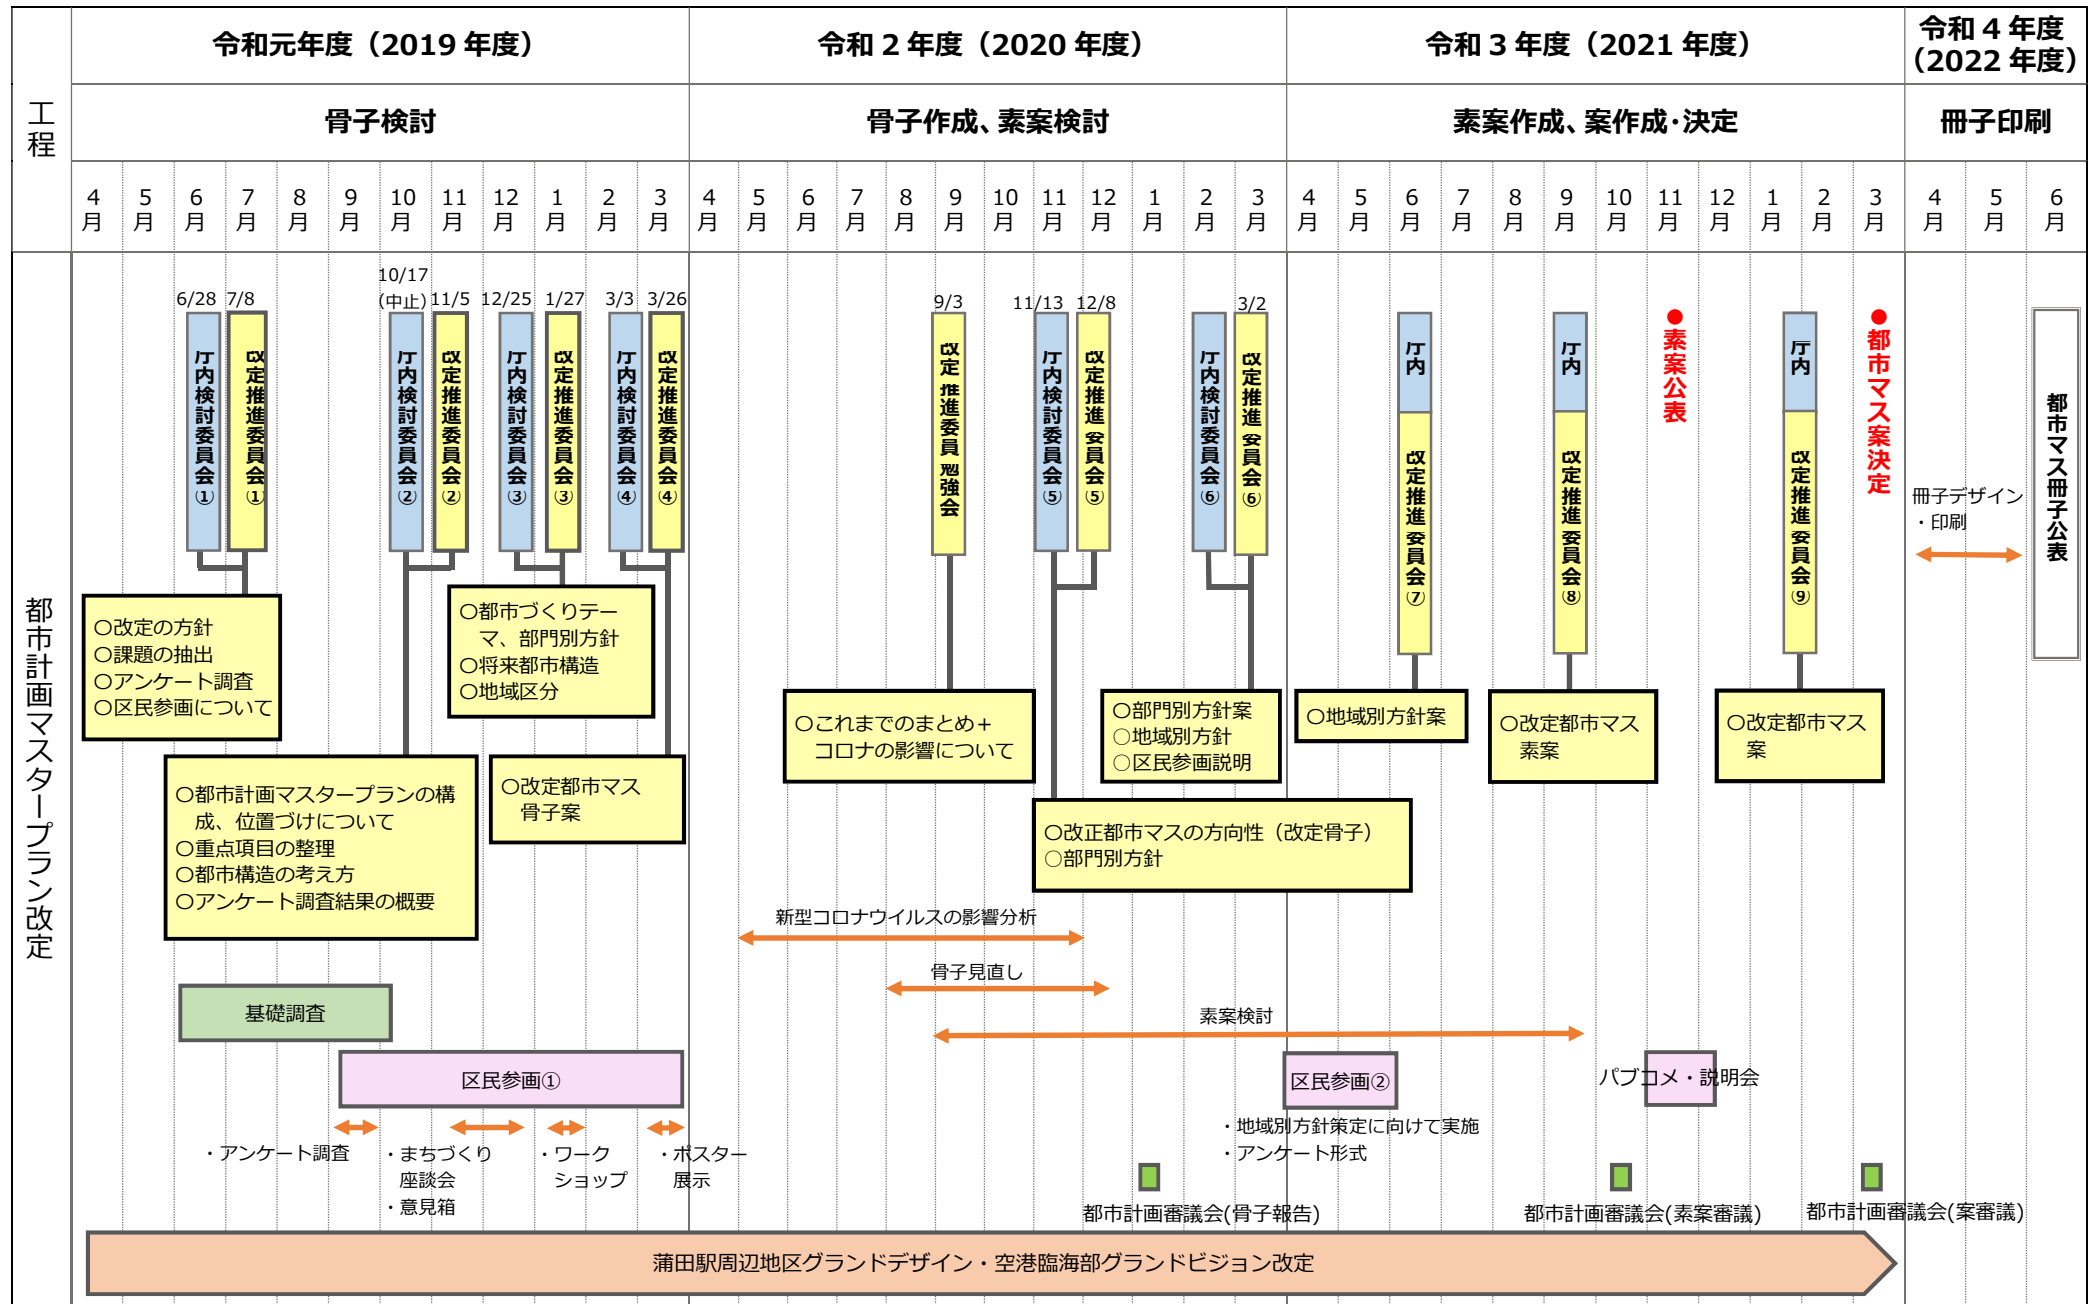 令和元年度（2019 年度）
令和 2 年度（2020 年度）
令和 3 年度（2021 年度）
令和 4 年度
（2022 年度）
工程
骨子検討
骨子作成、素案検討
素案作成、案作成・決定
冊子印刷
4月 5月 6月 7月 8月 9月 10月 11月 12月 1月 2月 3月
4月 5月 6月 7月 8月 9月 10月 11月 12月 1月 2月 3月
4月 5月 6月 7月 8月 9月 10月 11月 12月 1月 2月 3月
4月 5月 6月
都市計画マスタープラン改定
6/28
庁内検討委員会①
7/8
改定推進委員会①
10/17
(中止)
庁内検討委員会②
11/5
改定推進委員会②
12/25
庁内検討委員会③
1/27
改定推進委員会③
3/3
庁内検討委員会④
3/26
改定推進委員会④
9/3
改定推進委員勉強会
11/13
庁内検討委員会⑤
12/8
改定推進委員会⑤
庁内検討委員会⑥
3/2
改定推進委員会⑥
庁内
改定推進委員会⑦
庁内
改定推進委員会⑧
●素案公表
庁内
改定推進委員会⑨
●都市マス案決定
冊子デザイン
・印刷
都市マス冊子公表
○改定の方針
○課題の抽出
○アンケート調査
○区民参画について
○都市計画マスタープランの構
成、位置づけについて
○重点項目の整理
○都市構造の考え方
○アンケート調査結果の概要
○都市づくりテー
マ、部門別方針
○将来都市構造
○地域区分
○改定都市マス
骨子案
○これまでのまとめ＋
コロナの影響について
○改正都市マスの方向性（改定骨子）
○部門別方針
○部門別方針案
○地域別方針
○区民参画説明
○地域別方針案
○改定都市マス
素案
○改定都市マス
案
新型コロナウイルスの影響分析
骨子見直し
素案検討
基礎調査
区民参画①
区民参画②
パブコメ・説明会
・アンケート調査
・まちづくり
座談会
・意見箱
・ワーク
ショップ
・ポスター
展示
・地域別方針策定に向けて実施
・アンケート形式
都市計画審議会(骨子報告)
都市計画審議会(素案審議)
都市計画審議会(案審議)
蒲田駅周辺地区グランドデザイン・空港臨海部グランドビジョン改定